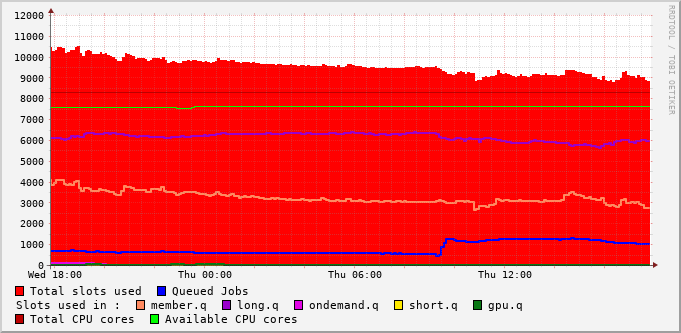 12000
11000
10000
9000
8000
7000
6000
5000
4000
3000
2000
1000
0
Wed 18:00 Thu 00:00 Thu 06:00 Thu 12:00
RRDTOOL / TOBI OETIKER
Total slots used Queued Jobs
Slots used in : member.q long.q ondemand.q short.q gpu.q
Total CPU cores Available CPU cores